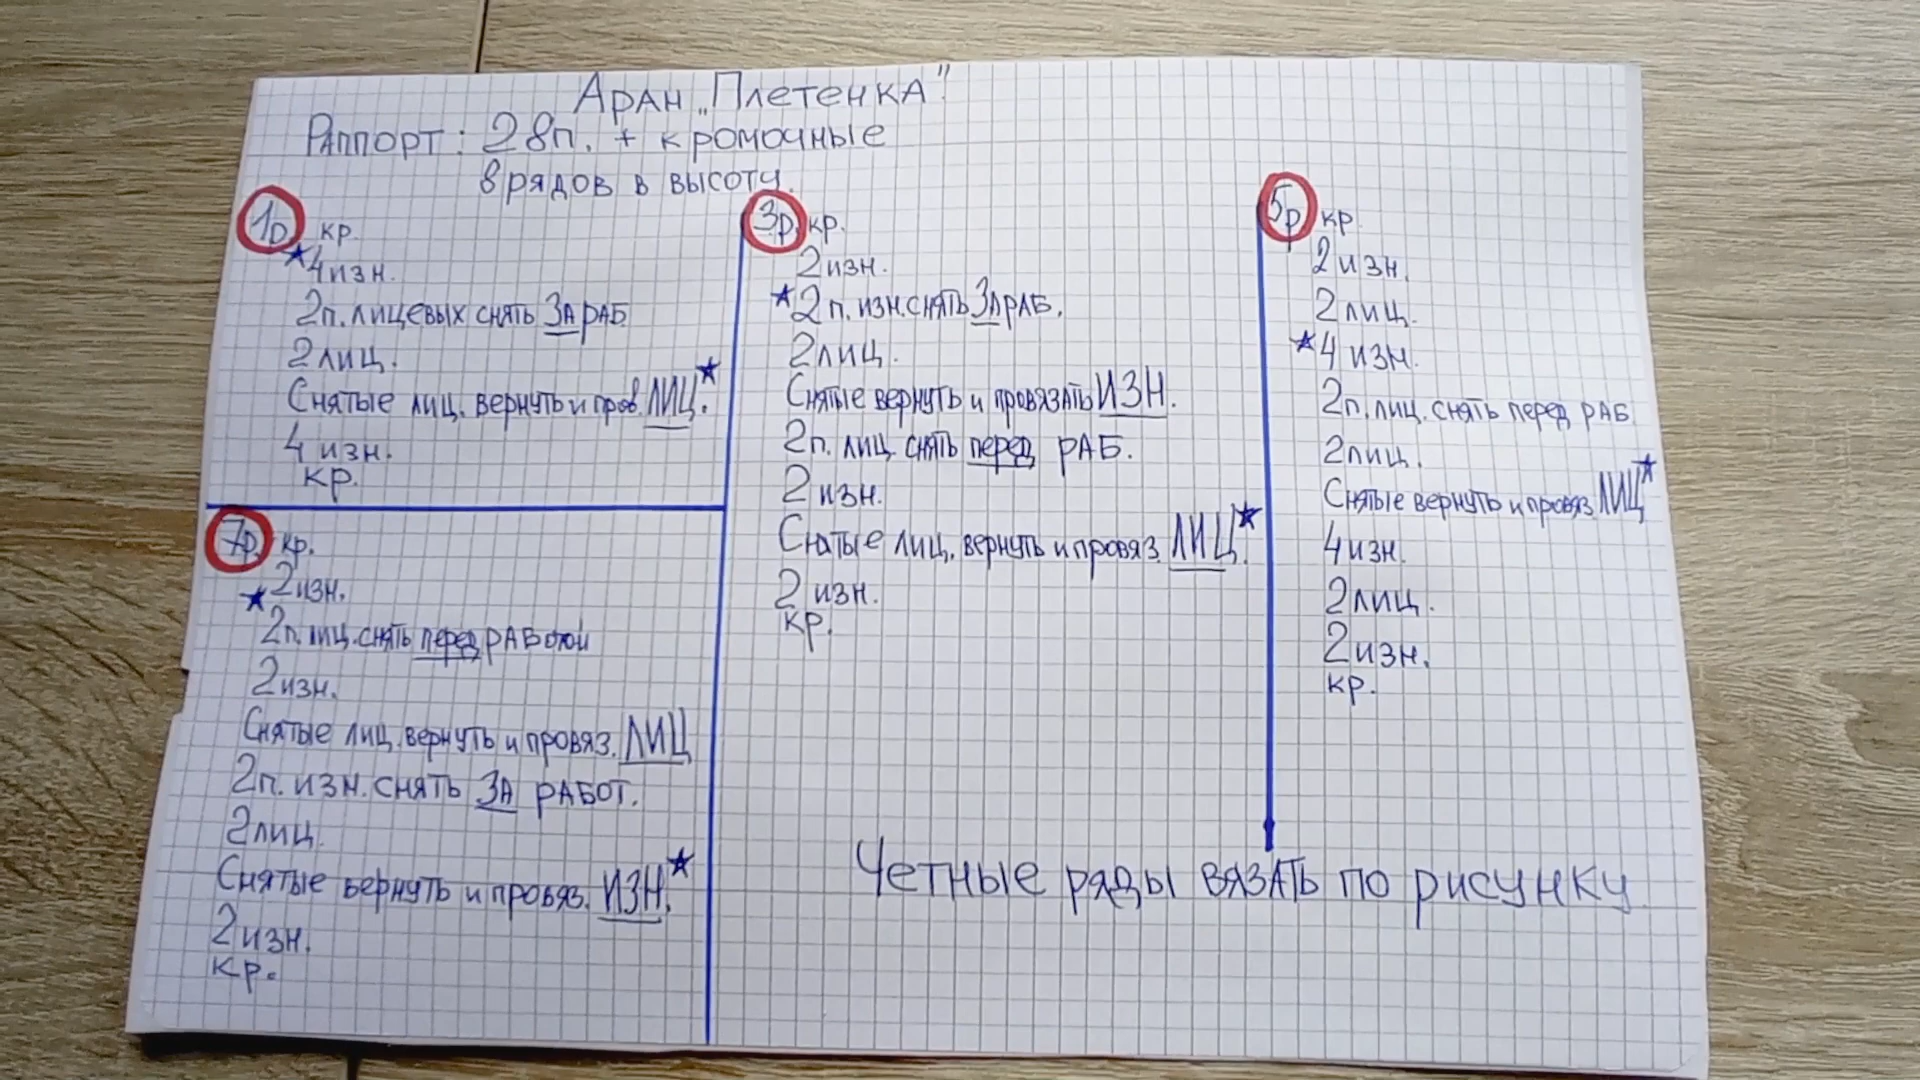 Аран „Плетенка"
Раппорт: 28п. + кромочные
8 рядов в высоту.
1р кр.
★4 изн.
2п. лицевых снять ЗА раб
2 лиц.
Снятые лиц. вернуть и пров. ЛИЦ.★
4 изн.
кр.
7р. кр.
2 изн.
★2п. лиц. снять перед работой
2 изн.
Снятые лиц. вернуть и провяз. ЛИЦ
2п. изн. снять ЗА работ.
2 лиц.
Снятые вернуть и провяз. ИЗН.★
2 изн.
кр.
3р. кр.
2 изн.
★2п. изн. снять ЗА раб.
2 лиц.
Снятые вернуть и провязать ИЗН.
2п. лиц. снять перед раб.
2 изн.
Снятые лиц. вернуть и провяз. ЛИЦ.★
2 изн.
кр.
5р кр.
2 изн.
2 лиц.
★4 изн.
2п. лиц. снять перед раб.
2 лиц.
Снятые вернуть и провяз. ЛИЦ★
4 изн.
2 лиц.
2 изн.
кр.
Четные ряды вязать по рисунку.